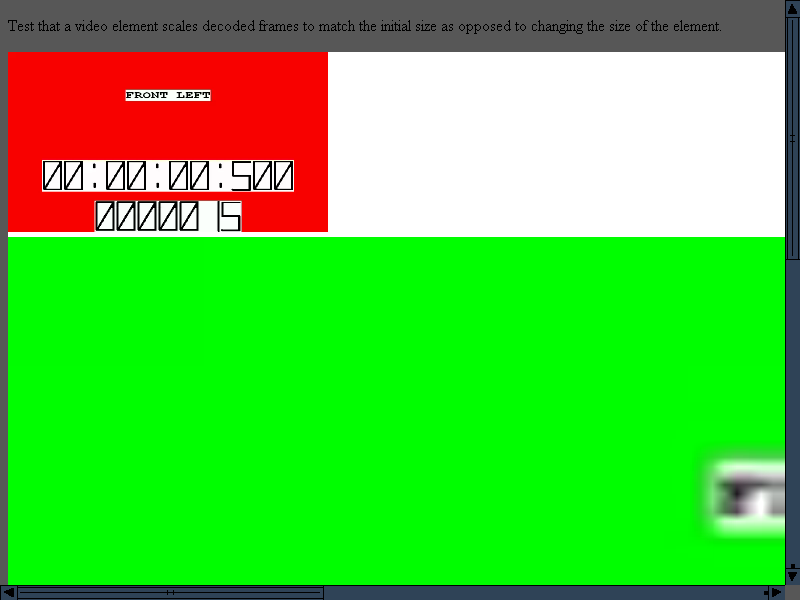 Test that a video element scales decoded frames to match the initial size as opposed to changing the size of the element.
FRONT LEFT
00:00:00:500
00000 15